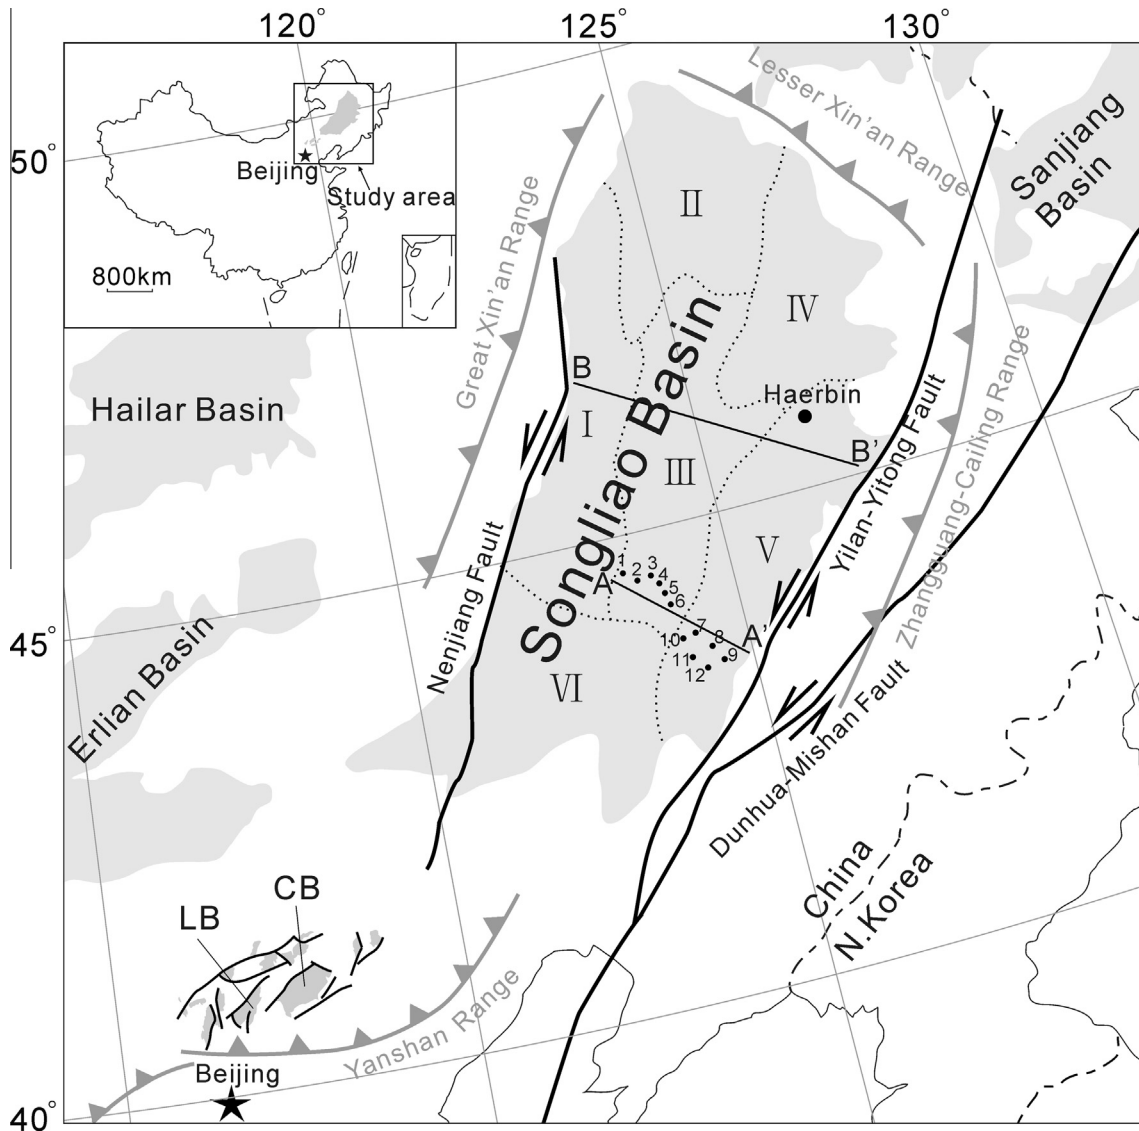 120°
125°
130°
50°
45°
40°
Beijing
Study area
800km
Lesser Xin'an Range
Sanjiang
Basin
Great Xin'an Range
II
IV
Songliao Basin
B
Haerbin
Hailar Basin
I
B'
III
Yilan-Yitong Fault
Zhangguang-Cailing Range
V
Nenjiang Fault
A
1
2
3
4
5
6
7
8
9
10
11
12
A'
Erlian Basin
VI
Dunhua-Mishan Fault
China
N.Korea
CB
LB
Yanshan Range
Beijing